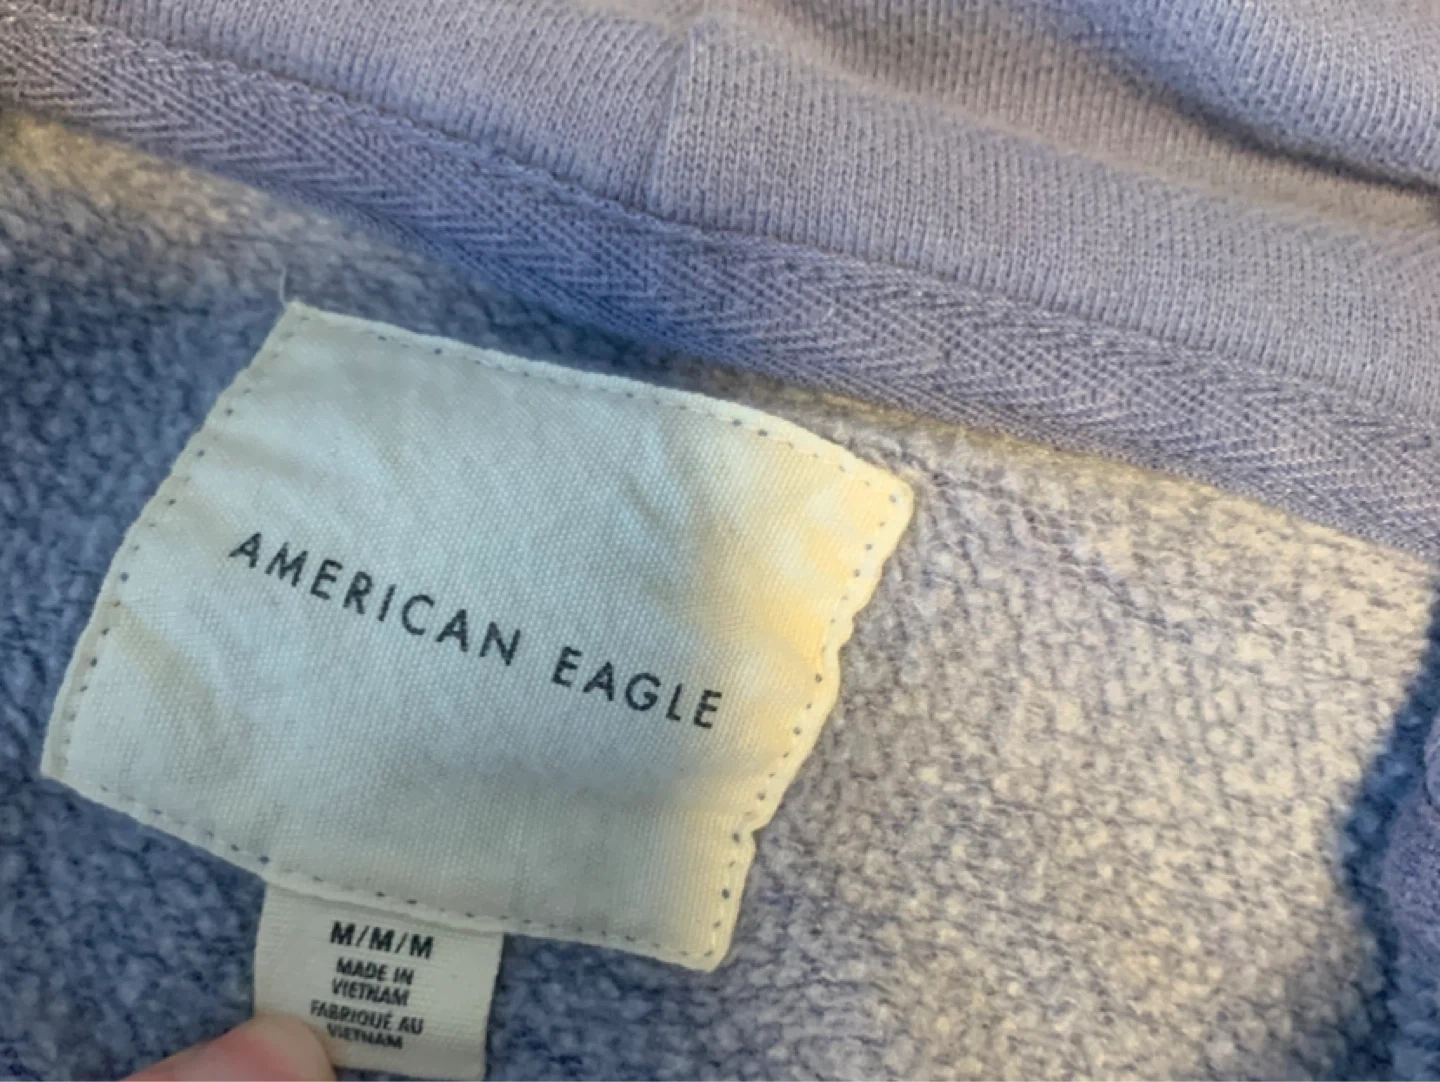 AMERICAN EAGLE
M/M/M
MADE IN
VIETNAM
FABRIQUÉ AU
VIETNAM